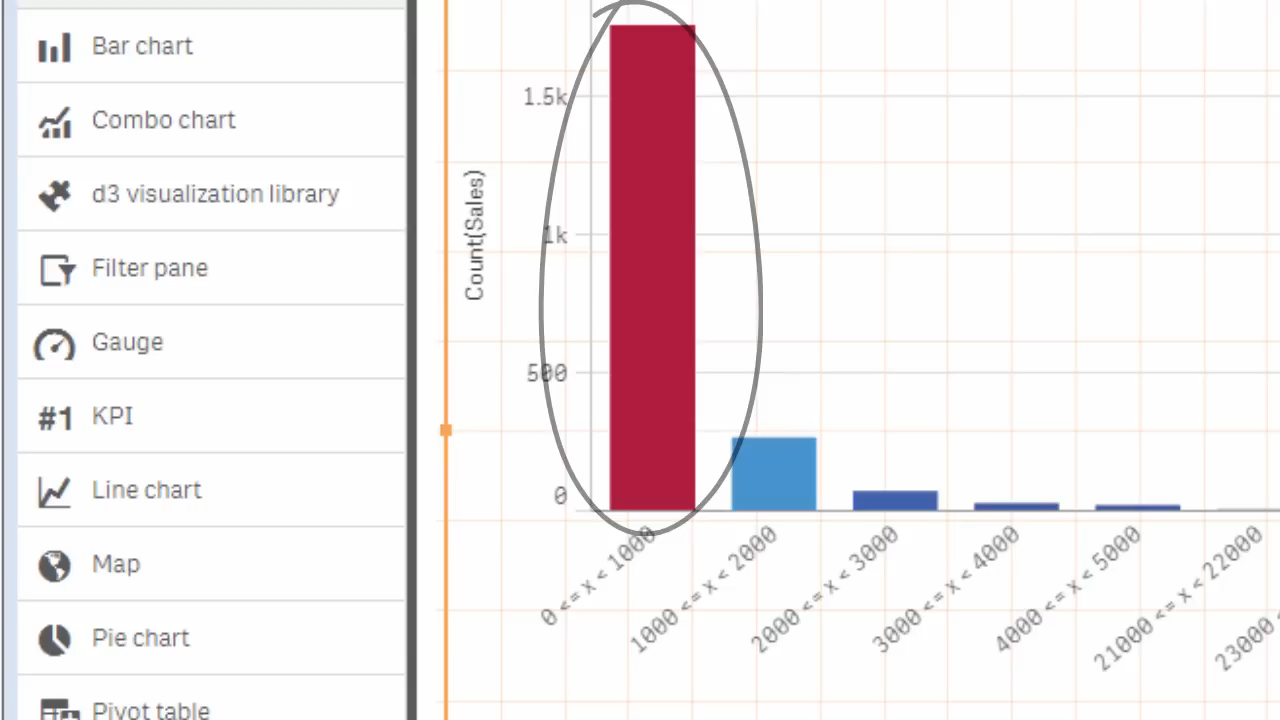 Bar chart
Combo chart
d3 visualization library
Filter pane
Gauge
#1 KPI
Line chart
Map
Pie chart
Pivot table
Count(Sales)
1.5k
1k
500
0
0 <= x < 1000
1000 <= x < 2000
2000 <= x < 3000
3000 <= x < 4000
4000 <= x < 5000
21000 <= x < 22000
23000 <